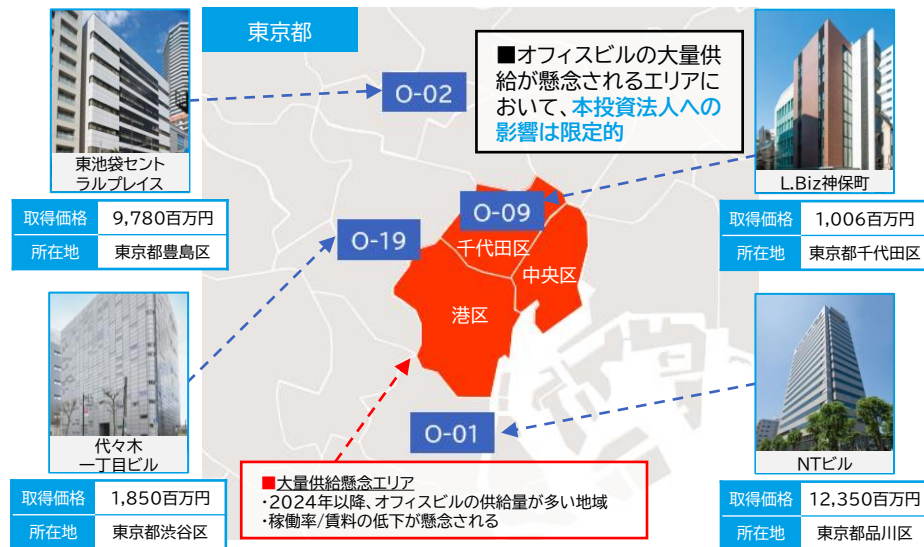 東京都
■オフィスビルの大量供
給が懸念されるエリアに
おいて、本投資法人への
影響は限定的
東池袋セント
ラルプレイス
取得価格 9,780百万円
所在地 東京都豊島区
O-02
L.Biz神保町
取得価格 1,006百万円
所在地 東京都千代田区
O-09
O-19
千代田区
中央区
港区
代々木
一丁目ビル
取得価格 1,850百万円
所在地 東京都渋谷区
O-01
NTビル
取得価格 12,350百万円
所在地 東京都品川区
■大量供給懸念エリア
・2024年以降、オフィスビルの供給量が多い地域
・稼働率/賃料の低下が懸念される